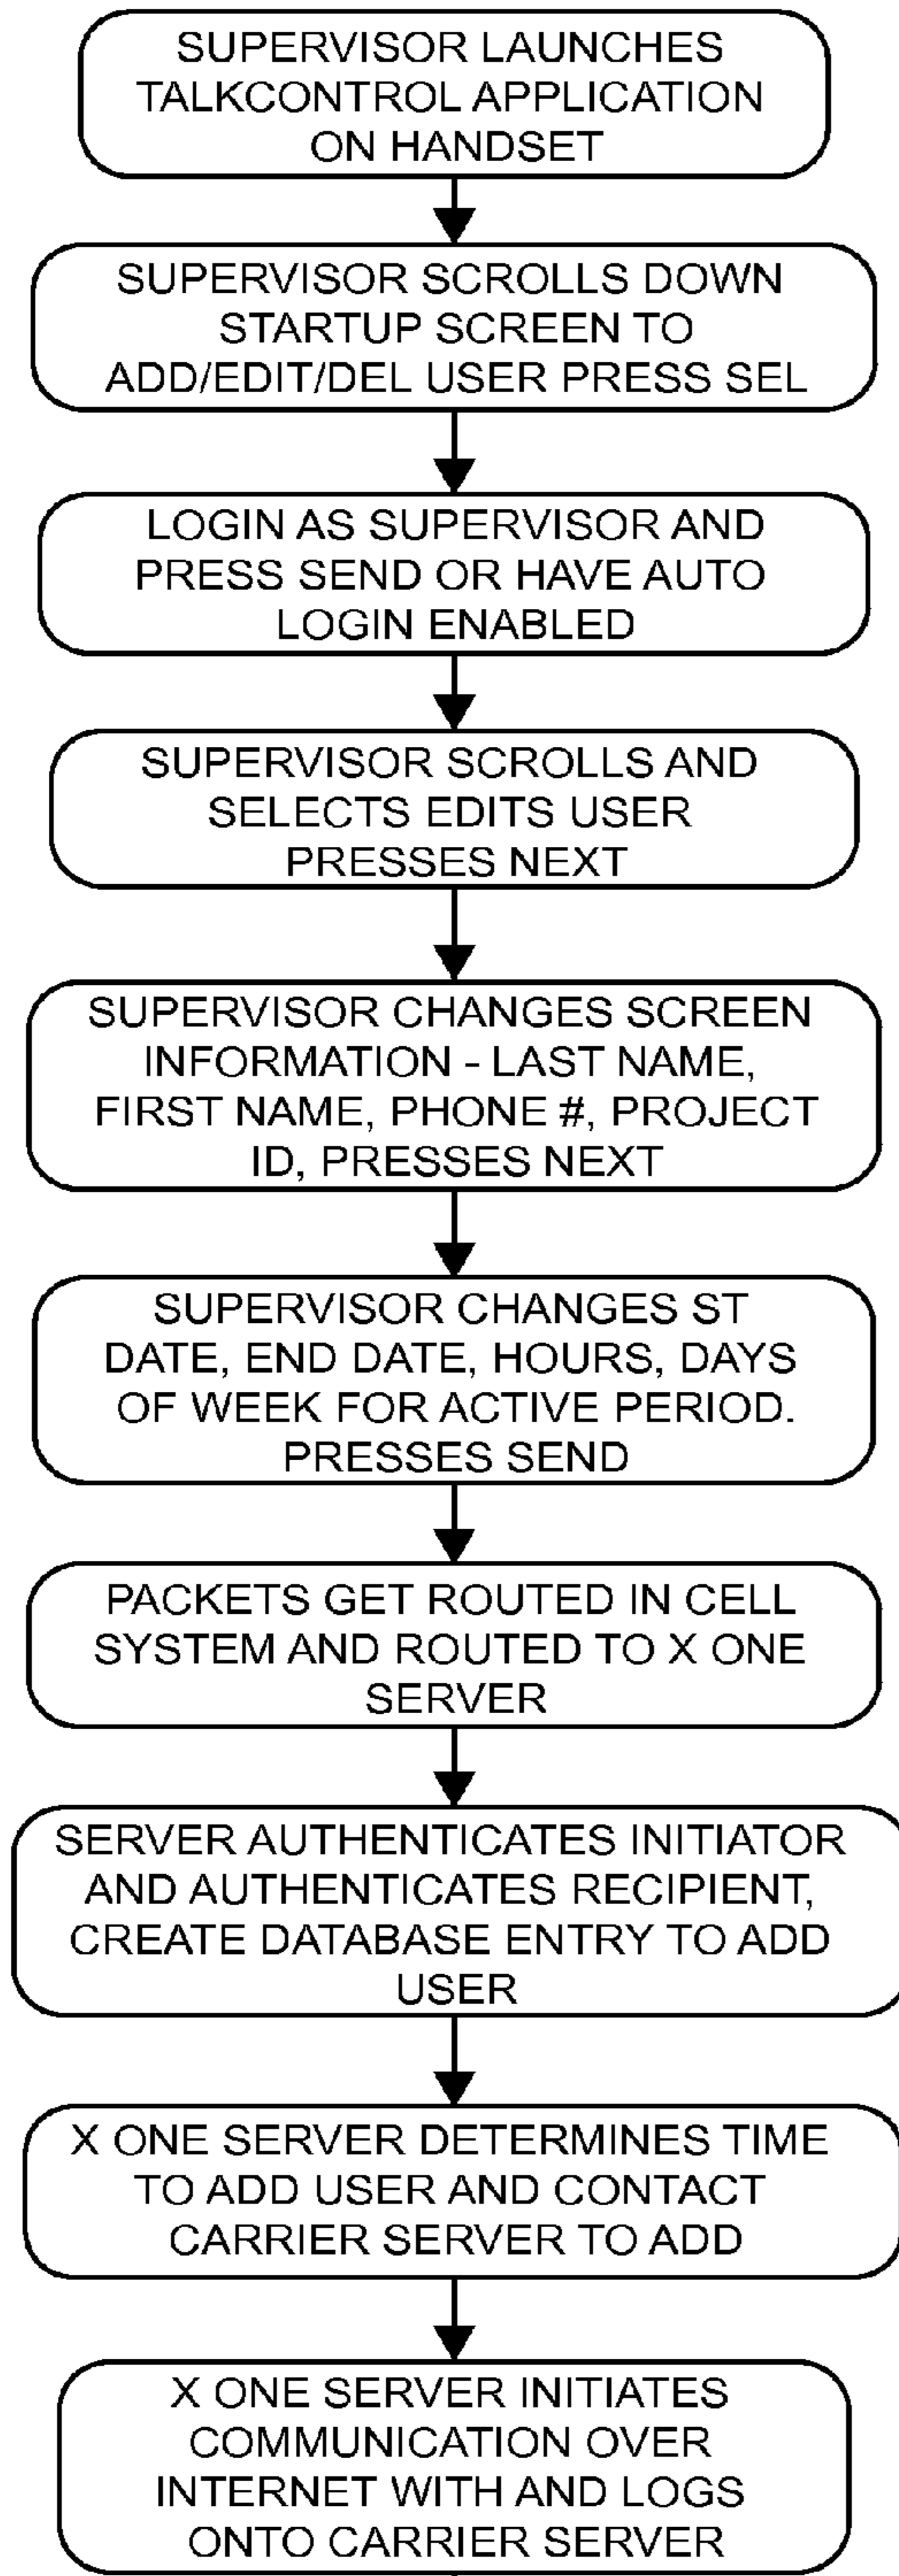 SUPERVISOR LAUNCHES
TALKCONTROL APPLICATION
ON HANDSET
SUPERVISOR SCROLLS DOWN
STARTUP SCREEN TO
ADD/EDIT/DEL USER PRESS SEL
LOGIN AS SUPERVISOR AND
PRESS SEND OR HAVE AUTO
LOGIN ENABLED
SUPERVISOR SCROLLS AND
SELECTS EDITS USER
PRESSES NEXT
SUPERVISOR CHANGES SCREEN
INFORMATION - LAST NAME,
FIRST NAME, PHONE #, PROJECT
ID, PRESSES NEXT
SUPERVISOR CHANGES ST
DATE, END DATE, HOURS, DAYS
OF WEEK FOR ACTIVE PERIOD.
PRESSES SEND
PACKETS GET ROUTED IN CELL
SYSTEM AND ROUTED TO X ONE
SERVER
SERVER AUTHENTICATES INITIATOR
AND AUTHENTICATES RECIPIENT,
CREATE DATABASE ENTRY TO ADD
USER
X ONE SERVER DETERMINES TIME
TO ADD USER AND CONTACT
CARRIER SERVER TO ADD
X ONE SERVER INITIATES
COMMUNICATION OVER
INTERNET WITH AND LOGS
ONTO CARRIER SERVER